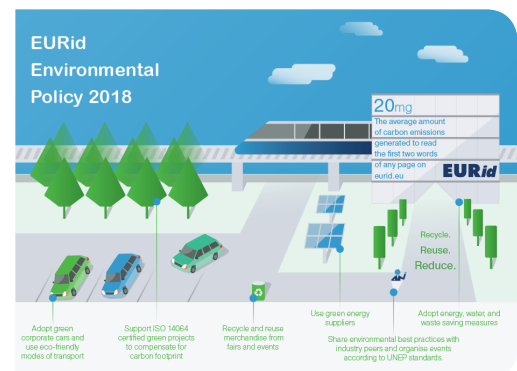 EURid
Environmental
Policy 2018
20mg
The average amount
of carbon emissions
generated to read
the first two words
of any page on
eurid.eu
EURid
Recycle.
Reuse.
Reduce.
Adopt green
corporate cars and
use eco-friendly
modes of transport
Support ISO 14064
certified green projects
to compensate for
carbon footprint
Recycle and reuse
merchandise from
fairs and events
Use green energy
suppliers
Share environmental best practices with
industry peers and organise events
according to UNEP standards.
Adopt energy, water, and
waste saving measures